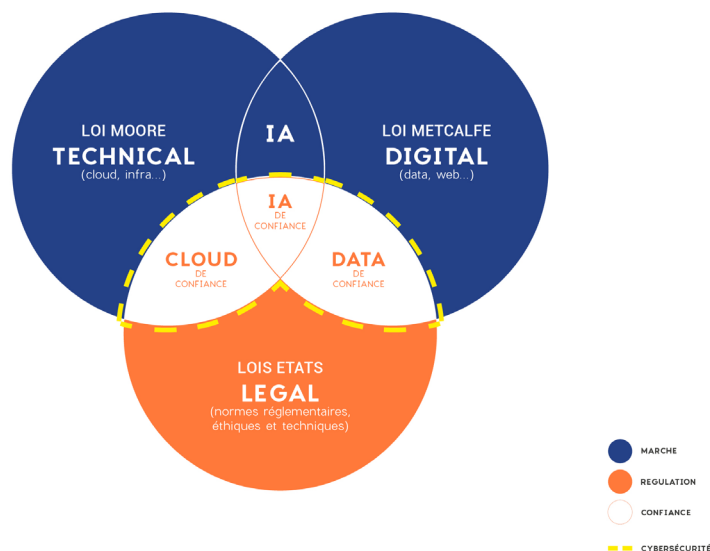 LOI MOORE
TECHNICAL
(cloud, infra...)
IA
LOI METCALFE
DIGITAL
(data, web...)
IA
DE
CONFIANCE
CLOUD
DE
CONFIANCE
DATA
DE
CONFIANCE
LOIS ETATS
LEGAL
(normes réglementaires,
éthiques et techniques)
MARCHE
REGULATION
CONFIANCE
CYBERSÉCURITÉ